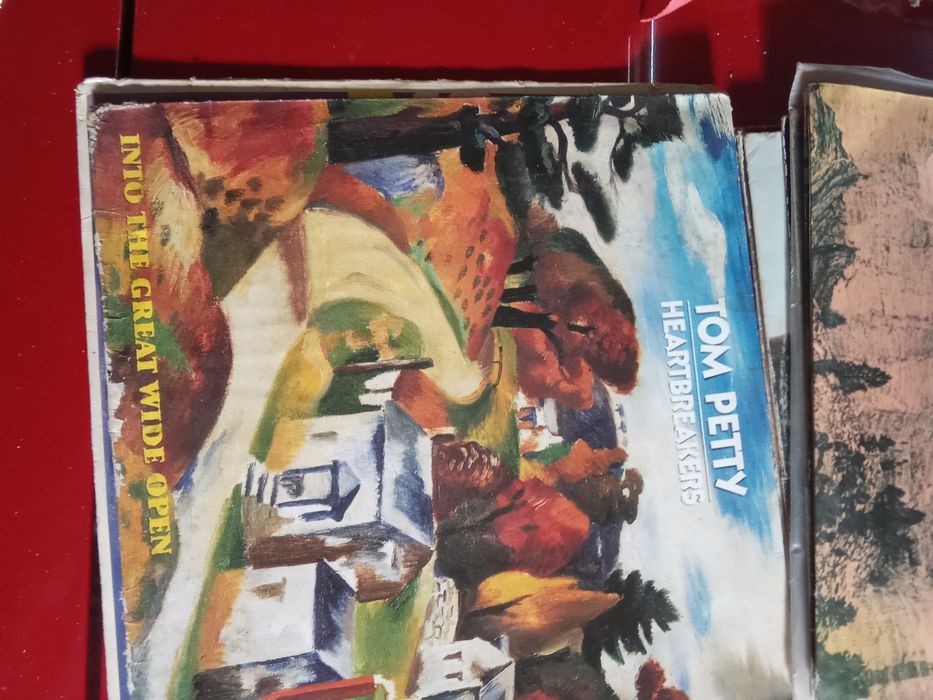 TOM PETTY
HEARTBREAKERS
INTO THE GREAT WIDE OPEN